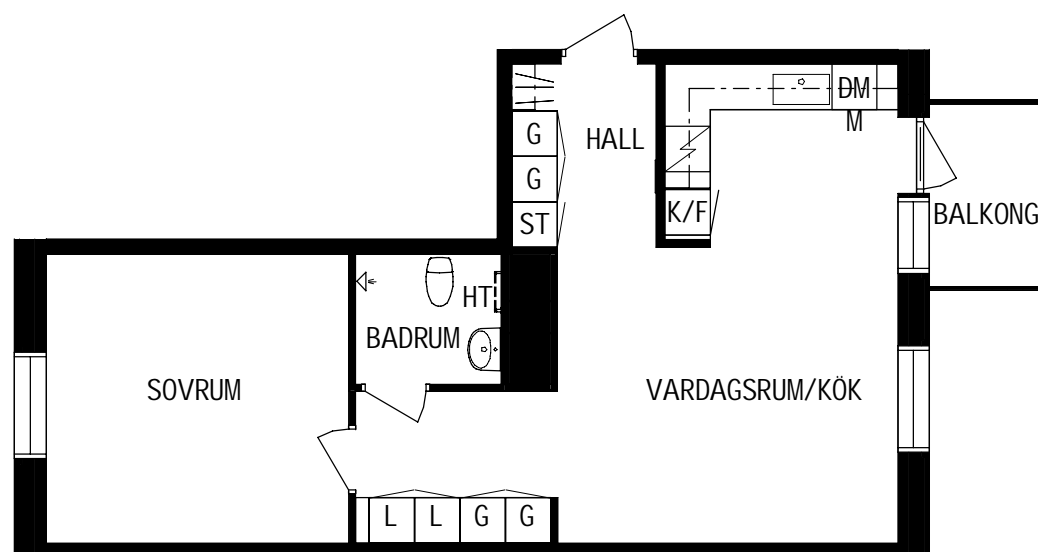 DM
M
G
HALL
G
K/F
ST
BALKONG
HT
BADRUM
SOVRUM
VARDAGSRUM/KÖK
L
L
G
G